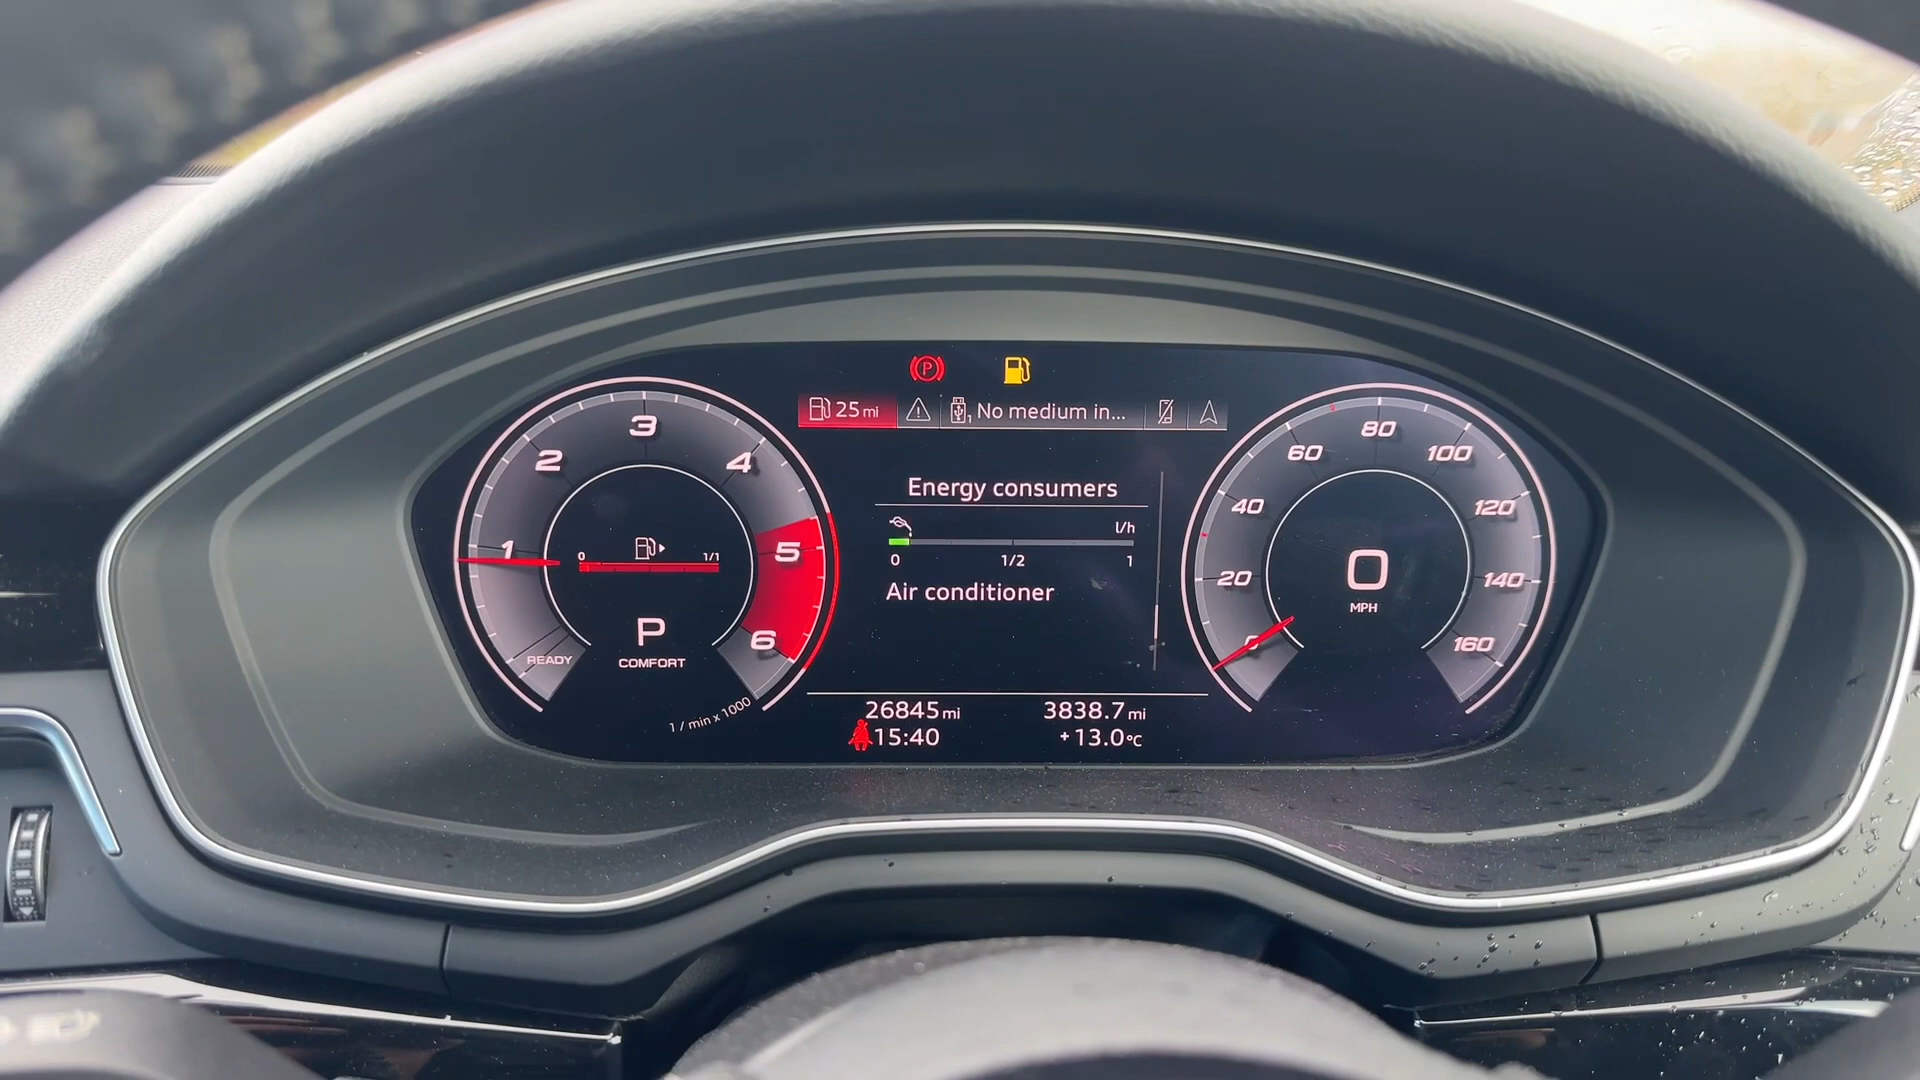 P
25 mi
1 No medium in...
3
2
4
1
5
6
0
1/1
P
COMFORT
READY
1 / min x 1000
Energy consumers
l/h
0 1/2 1
Air conditioner
26845 mi 3838.7 mi
15:40 +13.0°C
80
60
100
40
120
20
140
0
160
0
MPH